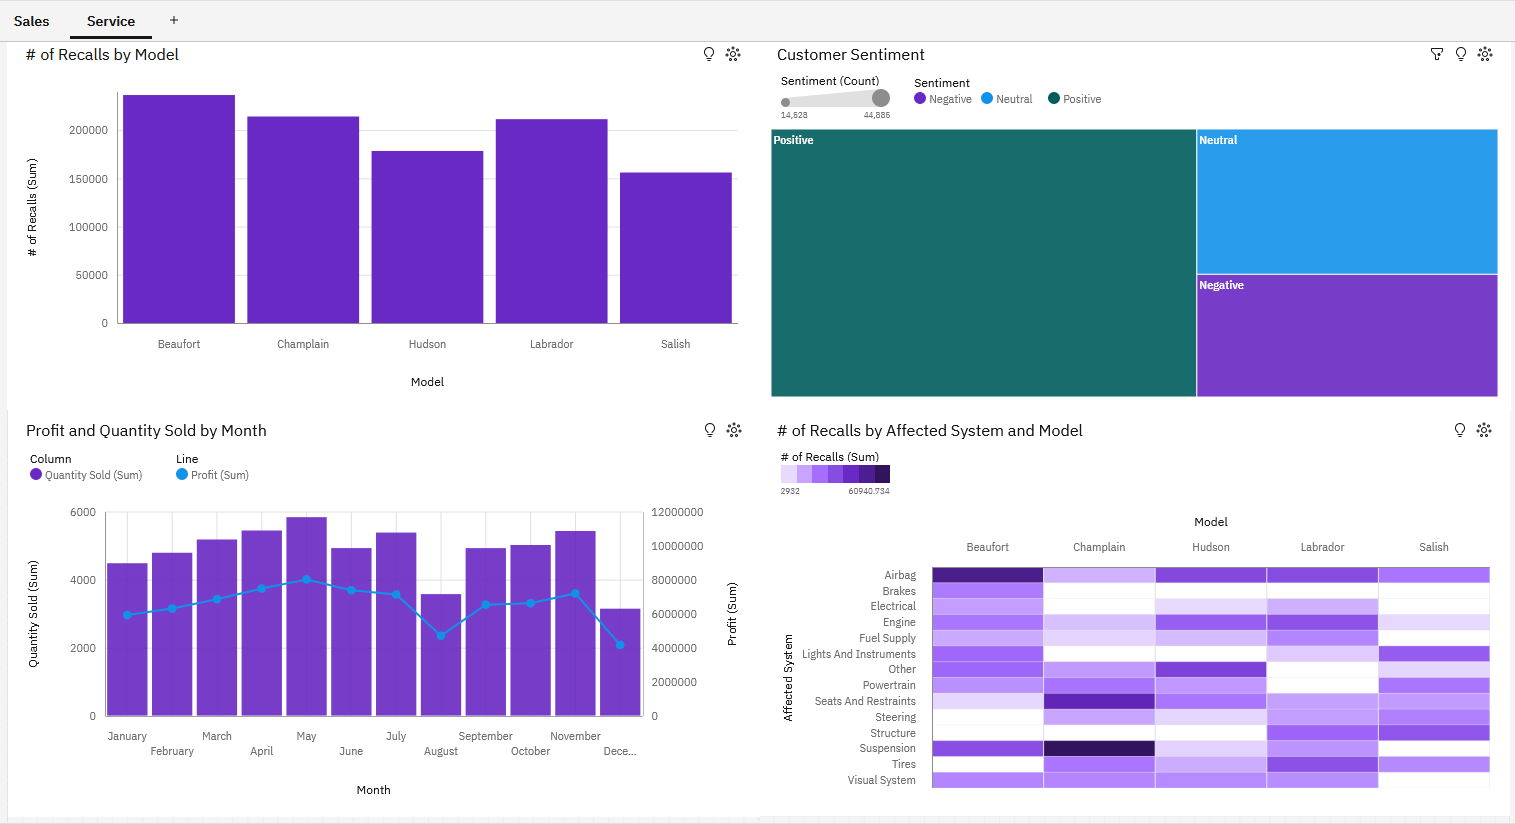 Sales Service +
# of Recalls by Model
# of Recalls (Sum)
200000
150000
100000
50000
0
Beaufort Champlain Hudson Labrador Salish
Model
Customer Sentiment
Sentiment (Count)
14,628 44,886
Sentiment
Negative Neutral Positive
Positive
Neutral
Negative
Profit and Quantity Sold by Month
Column
Quantity Sold (Sum)
Line
Profit (Sum)
Quantity Sold (Sum)
6000
4000
2000
0
12000000
10000000
8000000
6000000
4000000
2000000
0
Profit (Sum)
January March May July September November
February April June August October Dece...
Month
# of Recalls by Affected System and Model
# of Recalls (Sum)
2932 60940.734
Model
Beaufort Champlain Hudson Labrador Salish
Affected System
Airbag
Brakes
Electrical
Engine
Fuel Supply
Lights And Instruments
Other
Powertrain
Seats And Restraints
Steering
Structure
Suspension
Tires
Visual System